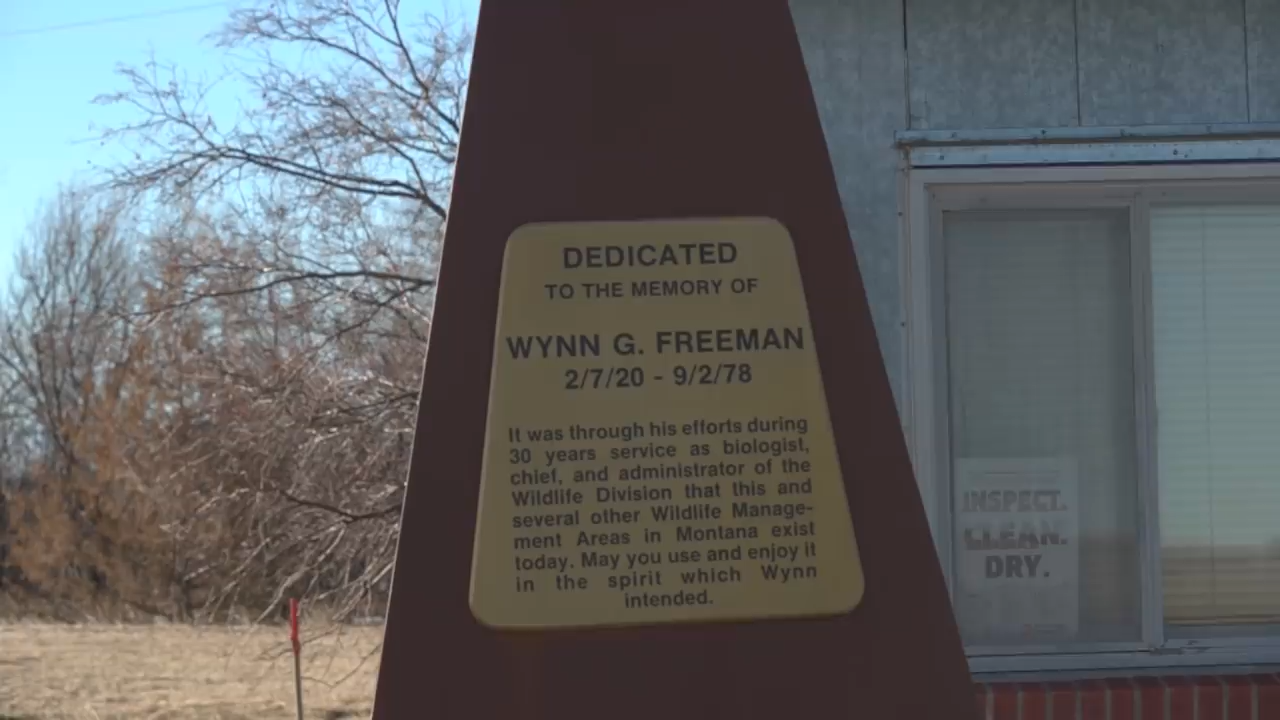 DEDICATED
TO THE MEMORY OF
WYNN G. FREEMAN
2/7/20 - 9/2/78
It was through his efforts during
30 years service as biologist,
chief, and administrator of the
Wildlife Division that this and
several other Wildlife Manage-
ment Areas in Montana exist
today. May you use and enjoy it
in the spirit which Wynn
intended.
INSPECT.
CLEAN.
DRY.